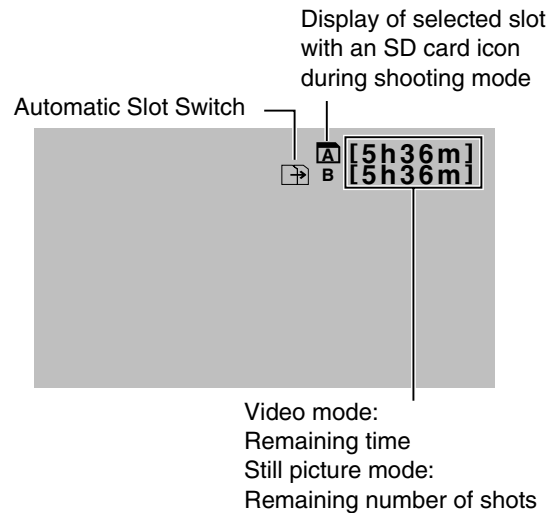 Display of selected slot
with an SD card icon
during shooting mode
Automatic Slot Switch
A [5h36m]
B [5h36m]
Video mode:
Remaining time
Still picture mode:
Remaining number of shots